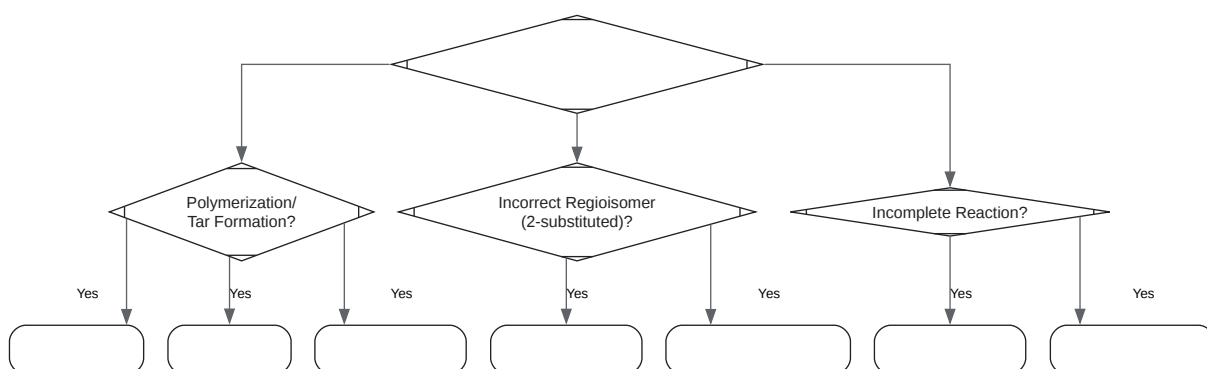 Polymerization/
Tar Formation?
Incorrect Regioisomer
(2-substituted)?
Incomplete Reaction?
Yes
Yes
Yes
Yes
Yes
Yes
Yes